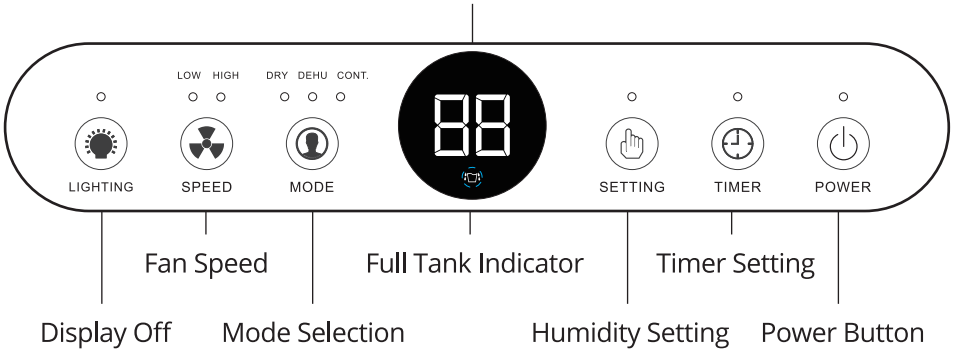 LOW HIGH DRY DEHU CONT.
88
LIGHTING SPEED MODE SETTING TIMER POWER
Fan Speed Full Tank Indicator Timer Setting
Display Off Mode Selection Humidity Setting Power Button